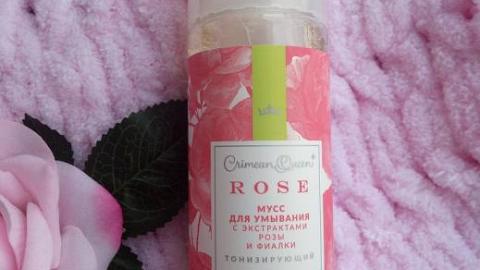 Crimean Queen
ROSE
МУСС
ДЛЯ УМЫВАНИЯ
С ЭКСТРАКТАМИ
РОЗЫ
И ФИАЛКИ
ТОНИЗИРУЮЩИЙ